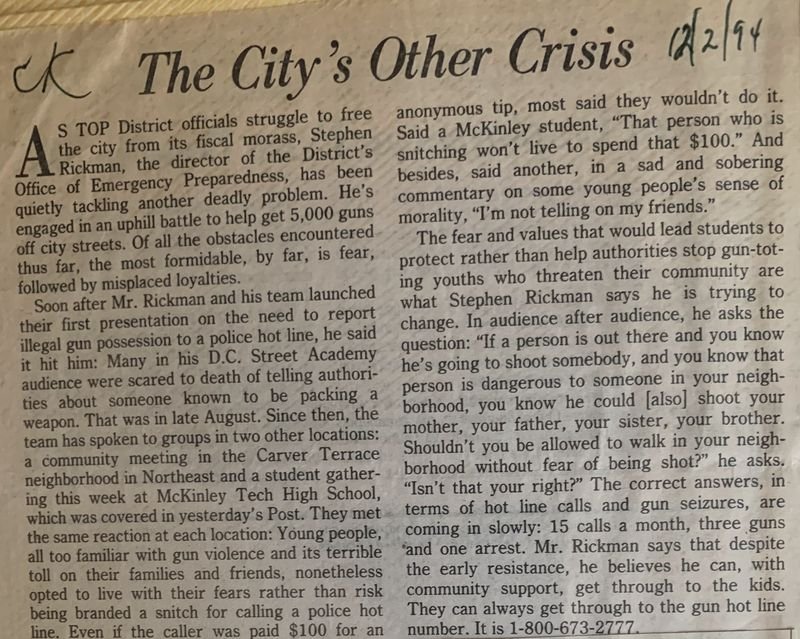 CK
The City's Other Crisis
12/2/94
AS TOP District officials struggle to free
the city from its fiscal morass, Stephen
Rickman, the director of the District's
Office of Emergency Preparedness, has been
quietly tackling another deadly problem. He's
engaged in an uphill battle to help get 5,000 guns
off city streets. Of all the obstacles encountered
thus far, the most formidable, by far, is fear,
followed by misplaced loyalties.
Soon after Mr. Rickman and his team launched
their first presentation on the need to report
illegal gun possession to a police hot line, he said
it hit him: Many in his D.C. Street Academy
audience were scared to death of telling authori-
ties about someone known to be packing a
weapon. That was in late August. Since then, the
team has spoken to groups in two other locations:
a community meeting in the Carver Terrace
neighborhood in Northeast and a student gather-
ing this week at McKinley Tech High School,
which was covered in yesterday's Post. They met
the same reaction at each location: Young people,
all too familiar with gun violence and its terrible
toll on their families and friends, nonetheless
opted to live with their fears rather than risk
being branded a snitch for calling a police hot
line. Even if the caller was paid $100 for an
anonymous tip, most said they wouldn't do it.
Said a McKinley student, "That person who is
snitching won't live to spend that $100." And
besides, said another, in a sad and sobering
commentary on some young people's sense of
morality, "I'm not telling on my friends."
The fear and values that would lead students to
protect rather than help authorities stop gun-tot-
ing youths who threaten their community are
what Stephen Rickman says he is trying to
change. In audience after audience, he asks the
question: "If a person is out there and you know
he's going to shoot somebody, and you know that
person is dangerous to someone in your neigh-
borhood, you know he could [also] shoot your
mother, your father, your sister, your brother.
Shouldn't you be allowed to walk in your neigh-
borhood without fear of being shot?" he asks.
"Isn't that your right?" The correct answers, in
terms of hot line calls and gun seizures, are
coming in slowly: 15 calls a month, three guns
and one arrest. Mr. Rickman says that despite
the early resistance, he believes he can, with
community support, get through to the kids.
They can always get through to the gun hot line
number. It is 1-800-673-2777.